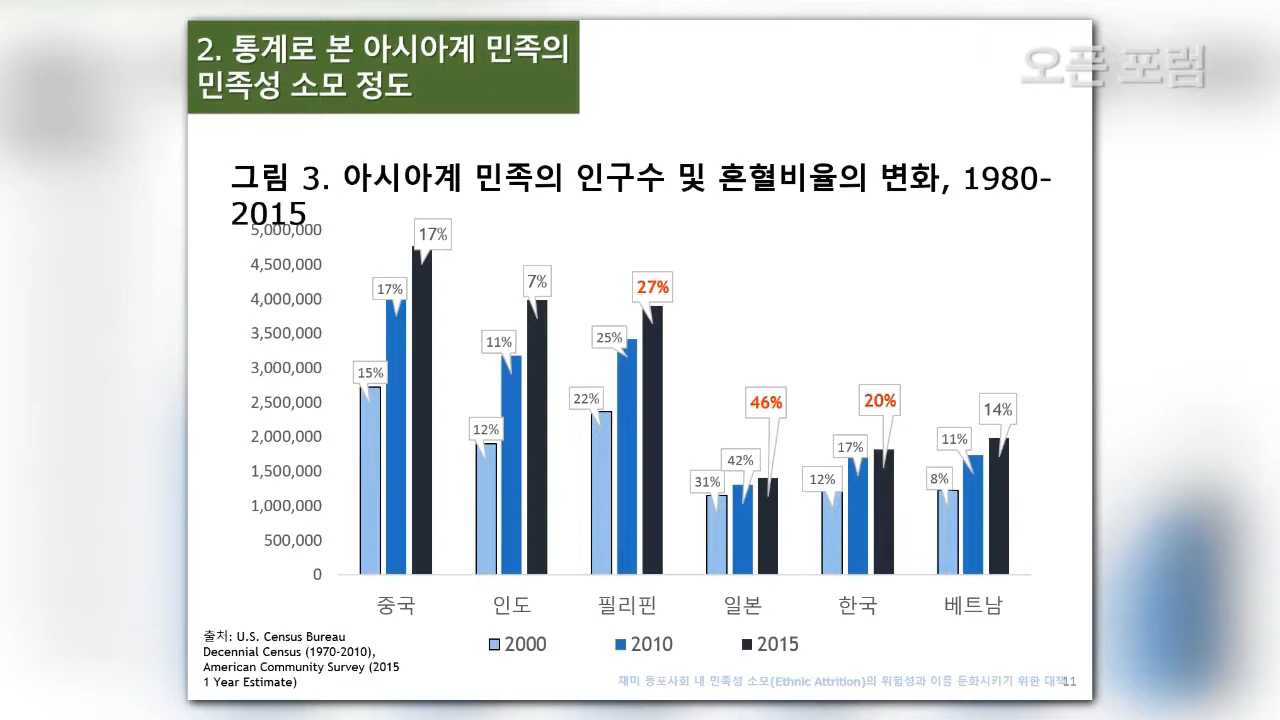 2. 통계로 본 아시아계 민족의
민족성 소모 정도
오픈 포럼
그림 3. 아시아계 민족의 인구수 및 혼혈비율의 변화, 1980-
2015
5,000,000
4,500,000
4,000,000
3,500,000
3,000,000
2,500,000
2,000,000
1,500,000
1,000,000
500,000
0
15%
17%
17%
12%
11%
7%
22%
25%
27%
31%
42%
46%
12%
17%
20%
8%
11%
14%
중국
인도
필리핀
일본
한국
베트남
2000
2010
2015
출처: U.S. Census Bureau
Decennial Census (1970-2010),
American Community Survey (2015
1 Year Estimate)
재미 동포사회 내 민족성 소모(Ethnic Attrition)의 위험성과 이를 둔화시키기 위한 대책
11